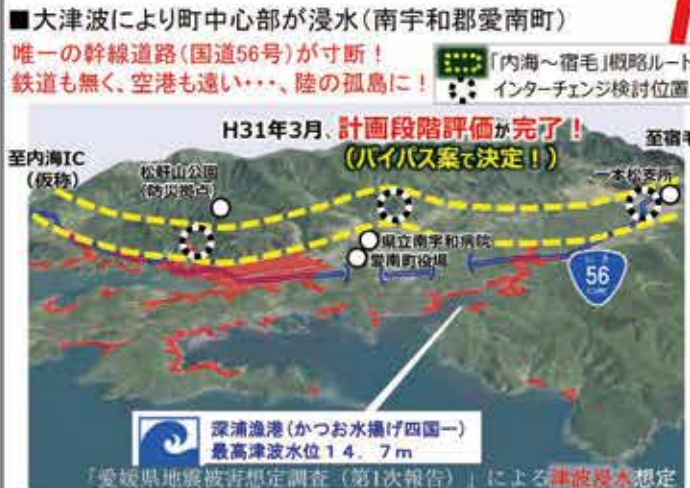 ■大津波により町中心部が浸水(南宇和郡愛南町)
唯一の幹線道路(国道56号)が寸断!
鉄道も無く、空港も遠い・・・、陸の孤島に!
「内海～宿毛」概略ルート
インターチェンジ検討位置
H31年3月、計画段階評価が完了!
(バイパス案で決定!)
至内海IC
(仮称)
至宿毛
松軒山公園
(防災拠点)
一本松支所
県立南宇和病院
愛南町役場
56
深浦漁港(かつお水揚げ四国一)
最高津波水位14.7m
「愛媛県地震被害想定調査(第1次報告)」による津波浸水想定